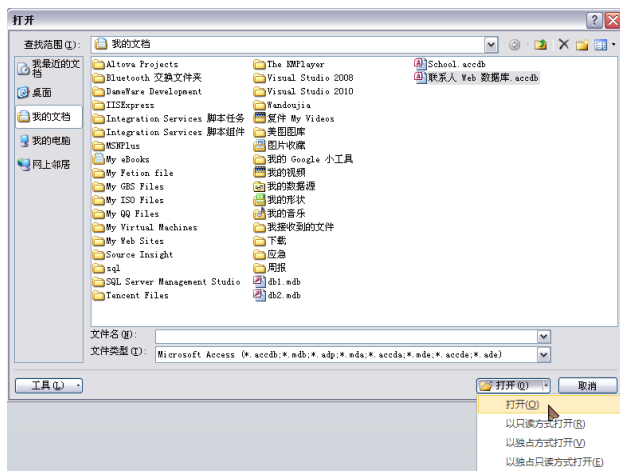 打开
查找范围(I):
我的文档
我最近的文档
桌面
我的文档
我的电脑
网上邻居
Altova Projects
Bluetooth 交换文件夹
DameWare Development
IISExpress
Integration Services 脚本任务
Integration Services 脚本组件
MSNPlus
My eBooks
My Fetion file
My GBS Files
My ISO Files
My QQ Files
My Virtual Machines
My Web Sites
Source Insight
sql
SQL Server Management Studio
Tencent Files
The KMPlayer
Visual Studio 2008
Visual Studio 2010
Wandoujia
复件 My Videos
美图图库
图片收藏
我的 Google 小工具
我的视频
我的数据源
我的形状
我的音乐
我接收到的文件
下载
应急
周报
db1.mdb
db2.mdb
School.accdb
联系人 Web 数据库.accdb
文件名(N):
文件类型(T):
Microsoft Access (*.accdb;*.mdb;*.adp;*.mda;*.accda;*.mde;*.accde;*.ade)
工具(L)
打开(O)
取消
打开(O)
以只读方式打开(R)
以独占方式打开(V)
以独占只读方式打开(E)